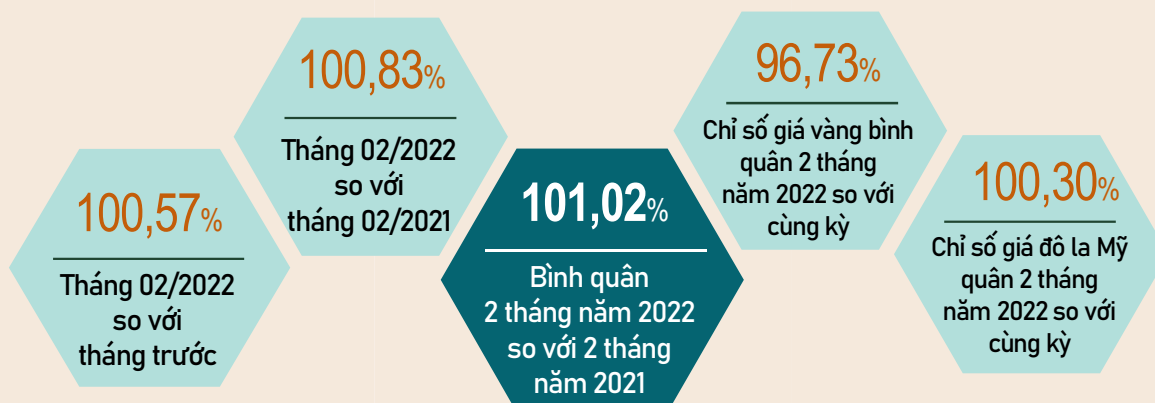 100,57%
Tháng 02/2022
so với
tháng trước
100,83%
Tháng 02/2022
so với
tháng 02/2021
101,02%
Bình quân
2 tháng năm 2022
so với 2 tháng
năm 2021
96,73%
Chỉ số giá vàng bình
quân 2 tháng
năm 2022 so với
cùng kỳ
100,30%
Chỉ số giá đô la Mỹ
quân 2 tháng
năm 2022 so với
cùng kỳ